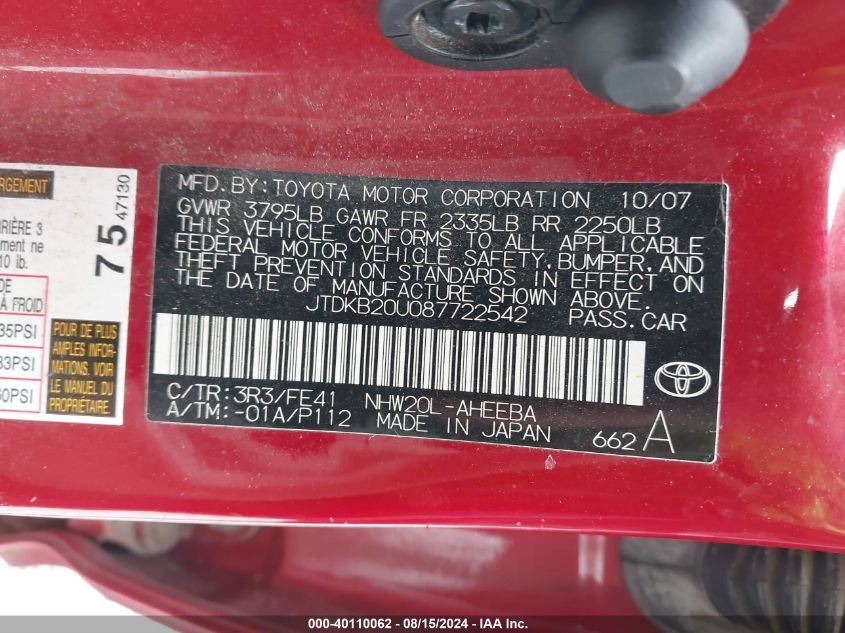 RGEMENT
RIÈRE 3
ement ne
10 lb.
75
47130
DE
À FROID
35PSI
33PSI
60PSI
POUR DE PLUS
AMPLES INFOR-
MATIONS, VOIR
LE MANUEL DU
PROPRIÉTAIRE
MFD. BY: TOYOTA MOTOR CORPORATION 10/07
GVWR 3795LB GAWR FR 2335LB RR 2250LB
THIS VEHICLE CONFORMS TO ALL APPLICABLE
FEDERAL MOTOR VEHICLE SAFETY, BUMPER, AND
THEFT PREVENTION STANDARDS IN EFFECT ON
THE DATE OF MANUFACTURE SHOWN ABOVE.
JTDKB20U087722542 PASS. CAR
C/TR: 3R3/FE41 NHW20L-AHEEBA
A/TM: -01A/P112 MADE IN JAPAN
662 A
000-40110062 - 08/15/2024 - IAA Inc.